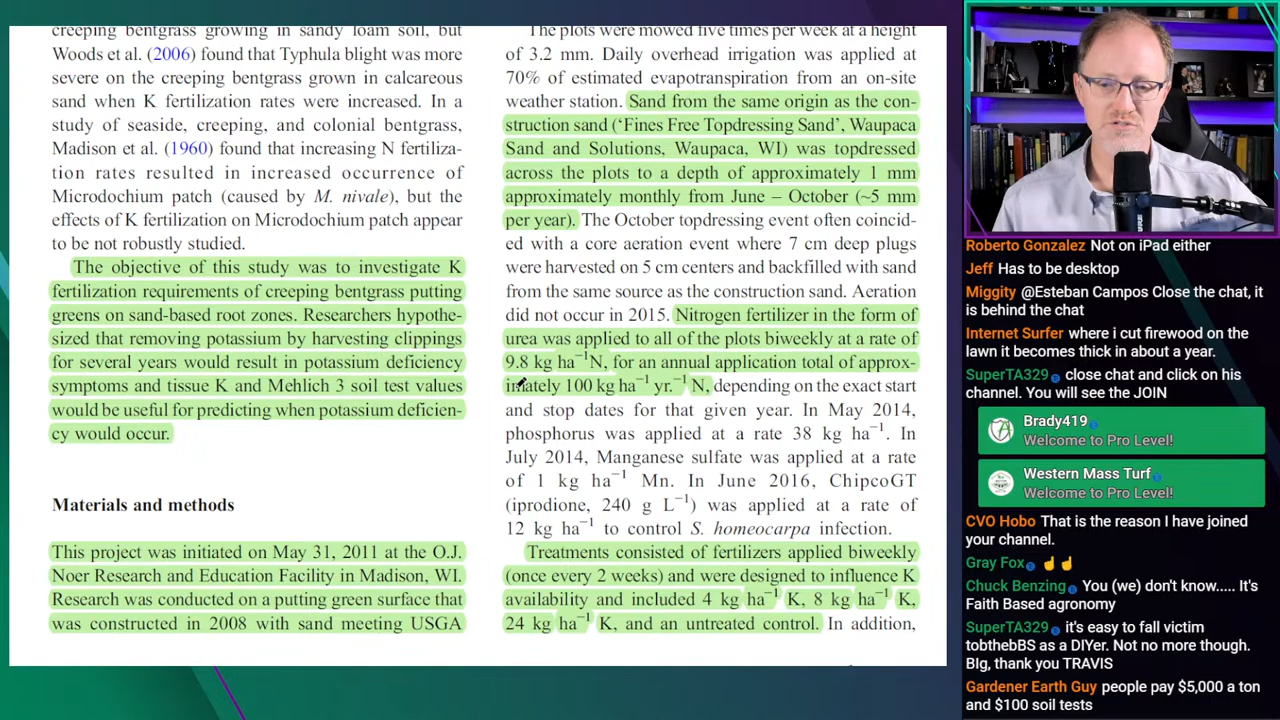 creeping bentgrass growing in sandy loam soil, but
Woods et al. (2006) found that Typhula blight was more
severe on the creeping bentgrass grown in calcareous
sand when K fertilization rates were increased. In a
study of seaside, creeping, and colonial bentgrass,
Madison et al. (1960) found that increasing N fertiliza-
tion rates resulted in increased occurrence of
Microdochium patch (caused by M. nivale), but the
effects of K fertilization on Microdochium patch appear
to be not robustly studied.
The objective of this study was to investigate K
fertilization requirements of creeping bentgrass putting
greens on sand-based root zones. Researchers hypothe-
sized that removing potassium by harvesting clippings
for several years would result in potassium deficiency
symptoms and tissue K and Mehlich 3 soil test values
would be useful for predicting when potassium deficien-
cy would occur.
Materials and methods
This project was initiated on May 31, 2011 at the O.J.
Noer Research and Education Facility in Madison, WI.
Research was conducted on a putting green surface that
was constructed in 2008 with sand meeting USGA
The plots were mowed five times per week at a height
of 3.2 mm. Daily overhead irrigation was applied at
70% of estimated evapotranspiration from an on-site
weather station. Sand from the same origin as the con-
struction sand ('Fines Free Topdressing Sand', Waupaca
Sand and Solutions, Waupaca, WI) was topdressed
across the plots to a depth of approximately 1 mm
approximately monthly from June – October (~5 mm
per year). The October topdressing event often coincid-
ed with a core aeration event where 7 cm deep plugs
were harvested on 5 cm centers and backfilled with sand
from the same source as the construction sand. Aeration
did not occur in 2015. Nitrogen fertilizer in the form of
urea was applied to all of the plots biweekly at a rate of
9.8 kg ha⁻¹N, for an annual application total of approx-
imately 100 kg ha⁻¹ yr.⁻¹ N, depending on the exact start
and stop dates for that given year. In May 2014,
phosphorus was applied at a rate 38 kg ha⁻¹. In
July 2014, Manganese sulfate was applied at a rate
of 1 kg ha⁻¹ Mn. In June 2016, ChipcoGT
(iprodione, 240 g L⁻¹) was applied at a rate of
12 kg ha⁻¹ to control S. homeocarpa infection.
Treatments consisted of fertilizers applied biweekly
(once every 2 weeks) and were designed to influence K
availability and included 4 kg ha⁻¹ K, 8 kg ha⁻¹ K,
24 kg ha⁻¹ K, and an untreated control. In addition,
Roberto Gonzalez Not on iPad either
Jeff Has to be desktop
Miggity @Esteban Campos Close the chat, it
is behind the chat
Internet Surfer where i cut firewood on the
lawn it becomes thick in about a year.
SuperTA329 close chat and click on his
channel. You will see the JOIN
Brady419
Welcome to Pro Level!
Western Mass Turf
Welcome to Pro Level!
CVO Hobo That is the reason I have joined
your channel.
Gray Fox ☝️☝️
Chuck Benzing You (we) don't know..... It's
Faith Based agronomy
SuperTA329 it's easy to fall victim
tobthebBS as a DIYer. Not no more though.
BIg, thank you TRAVIS
Gardener Earth Guy people pay $5,000 a ton
and $100 soil tests